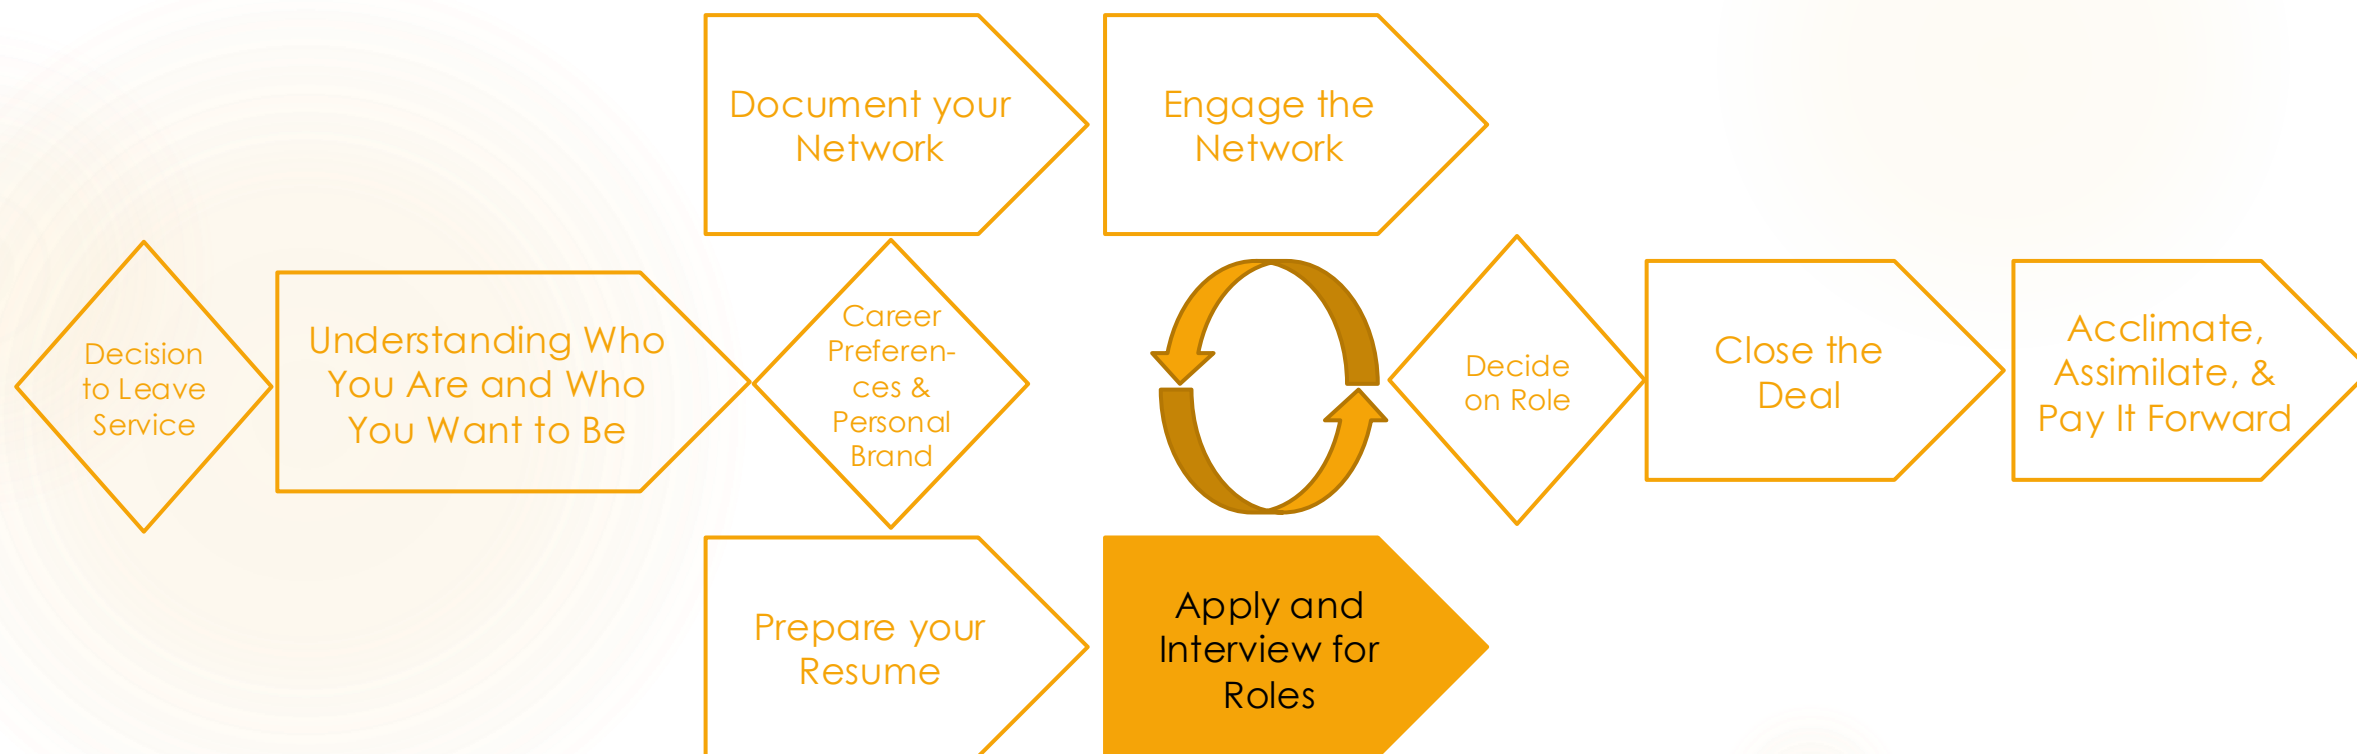 Document your
Network
Engage the
Network
Decision
to Leave
Service
Understanding Who
You Are and Who
You Want to Be
Career
Preferen-
ces &
Personal
Brand
Decide
on Role
Close the
Deal
Acclimate,
Assimilate, &
Pay It Forward
Prepare your
Resume
Apply and
Interview for
Roles